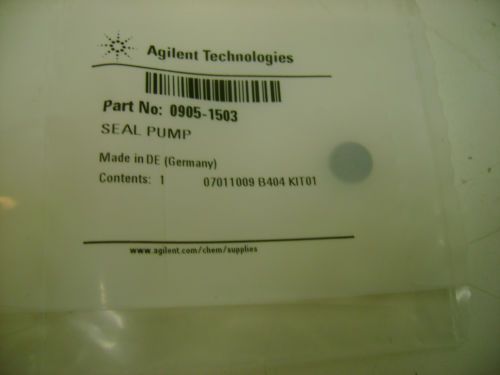 Agilent Technologies
Part No: 0905-1503
SEAL PUMP
Made in DE (Germany)
Contents: 1 07011009 B404 KIT01
www.agilent.com/chem/supplies